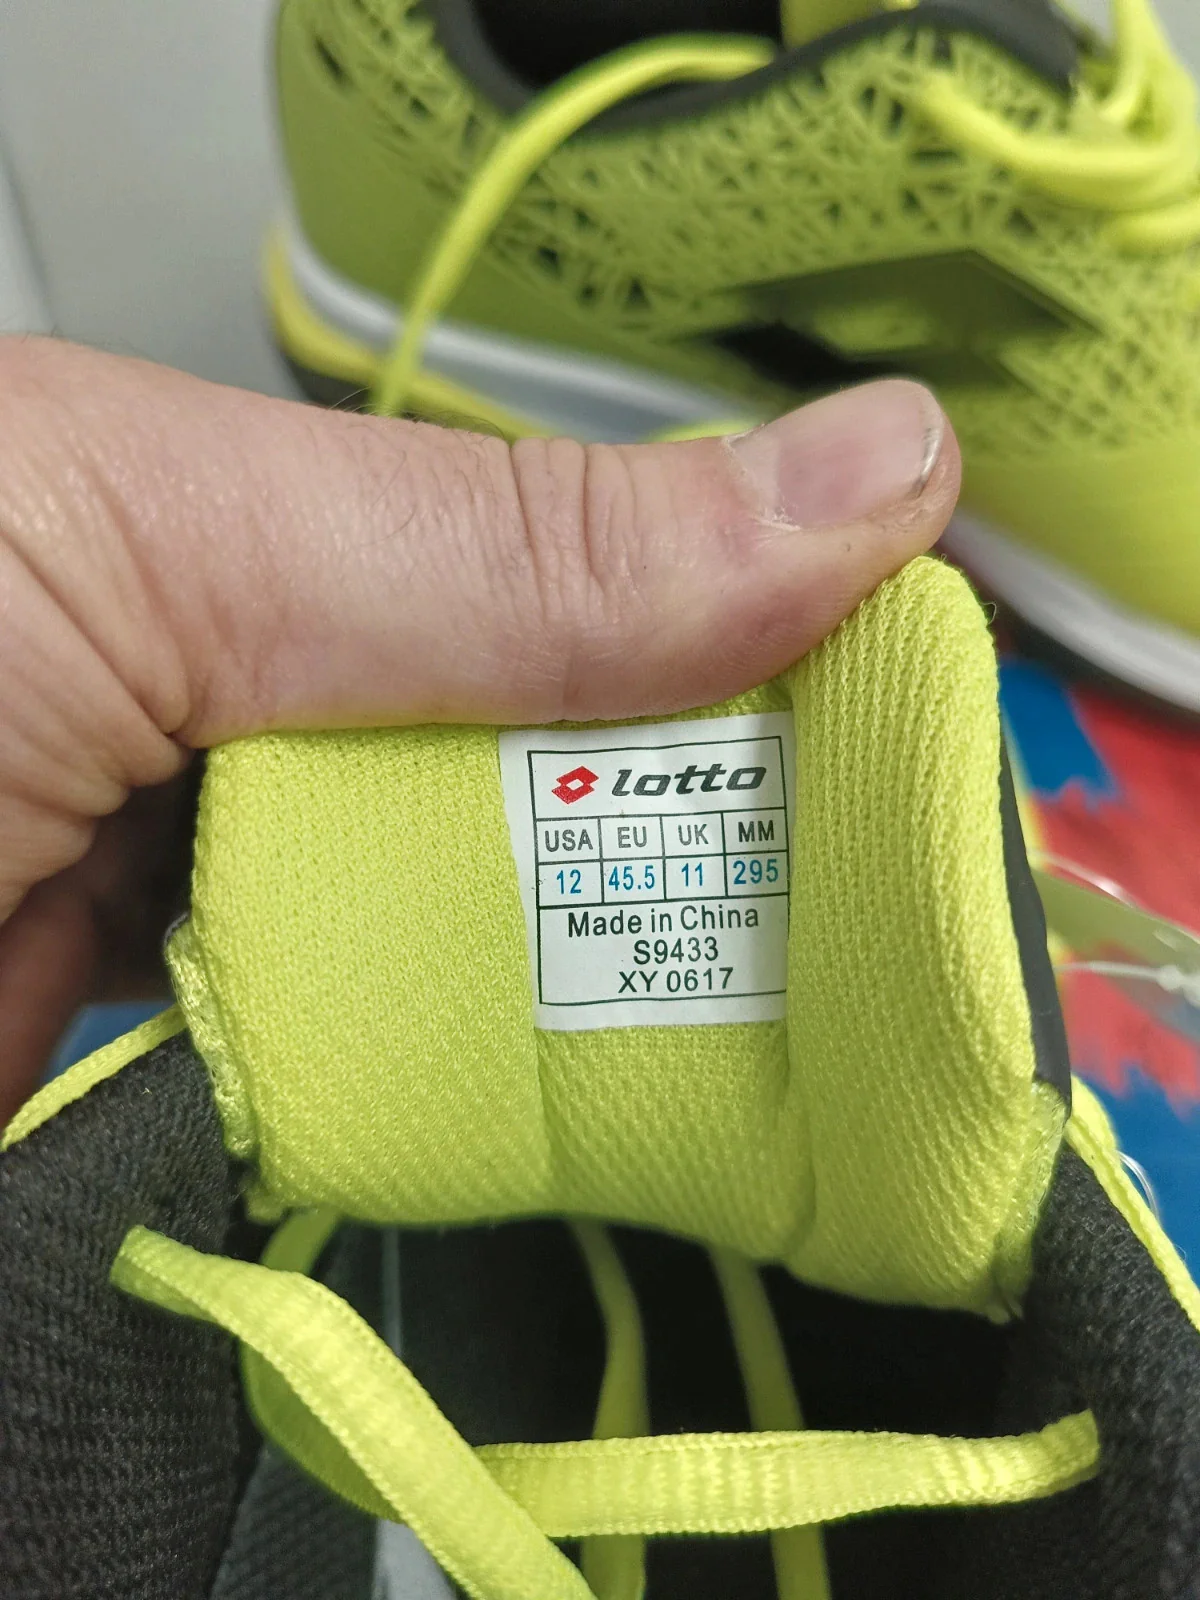 lotto
USA EU UK MM
12 45.5 11 295
Made in China
S9433
XY 0617